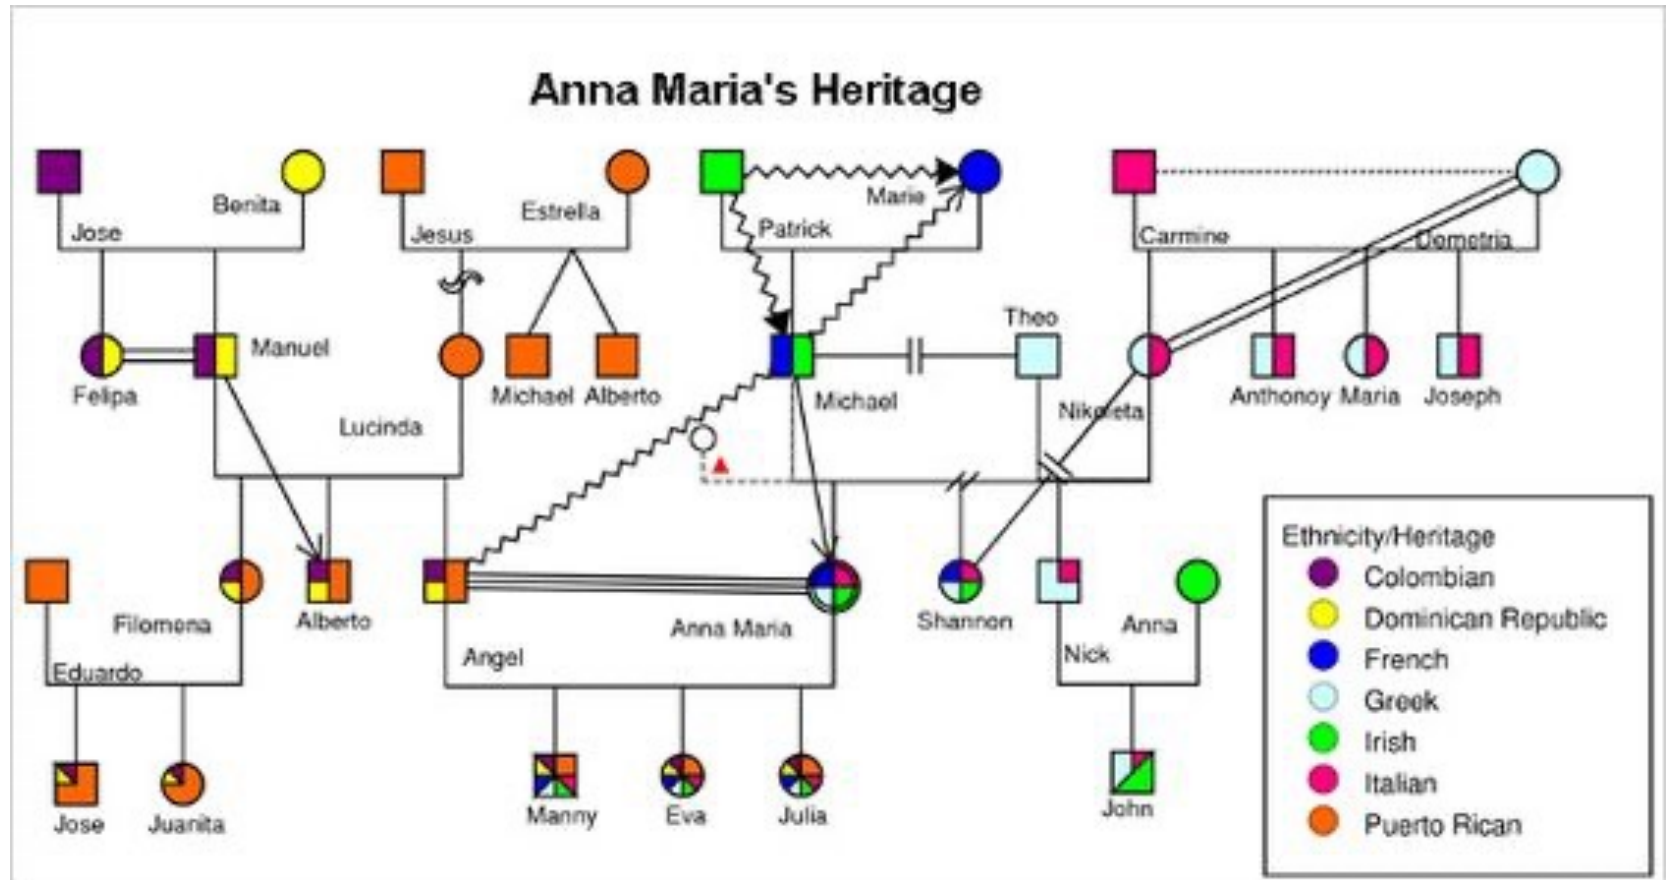 Anna Maria's Heritage
Benita
Jose
Estrella
Jesus
Marie
Patrick
Carmine
Demetria
Theo
Manuel
Felipa
Michael
Alberto
Michael
Nikoleta
Anthonoy
Maria
Joseph
Lucinda
Filomena
Alberto
Anna Maria
Shannon
Anna
Angel
Nick
Eduardo
Jose
Juanita
Manny
Eva
Julia
John
Ethnicity/Heritage
Colombian
Dominican Republic
French
Greek
Irish
Italian
Puerto Rican